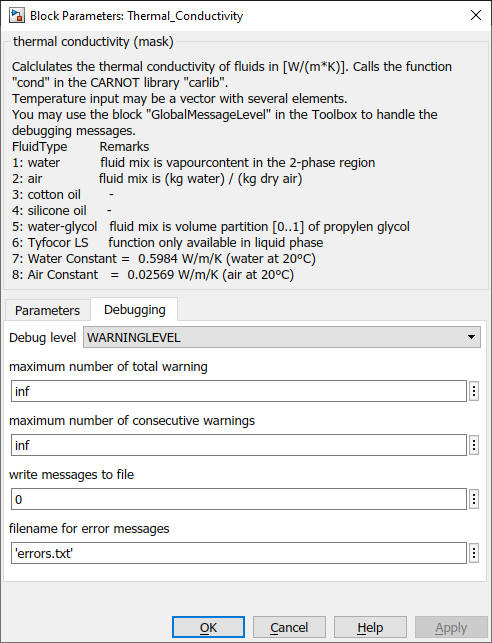 Block Parameters: Thermal_Conductivity
thermal conductivity (mask)
Calclulates the thermal conductivity of fluids in [W/(m*K)]. Calls the function
"cond" in the CARNOT library "carlib".
Temperature input may be a vector with several elements.
You may use the block "GlobalMessageLevel" in the Toolbox to handle the
debugging messages.
FluidType Remarks
1: water fluid mix is vapourcontent in the 2-phase region
2: air fluid mix is (kg water) / (kg dry air)
3: cotton oil -
4: silicone oil -
5: water-glycol fluid mix is volume partition [0..1] of propylen glycol
6: Tyfocor LS function only available in liquid phase
7: Water Constant = 0.5984 W/m/K (water at 20°C)
8: Air Constant = 0.02569 W/m/K (air at 20°C)
Parameters Debugging
Debug level WARNINGLEVEL
maximum number of total warning
inf
maximum number of consecutive warnings
inf
write messages to file
0
filename for error messages
'errors.txt'
OK Cancel Help Apply